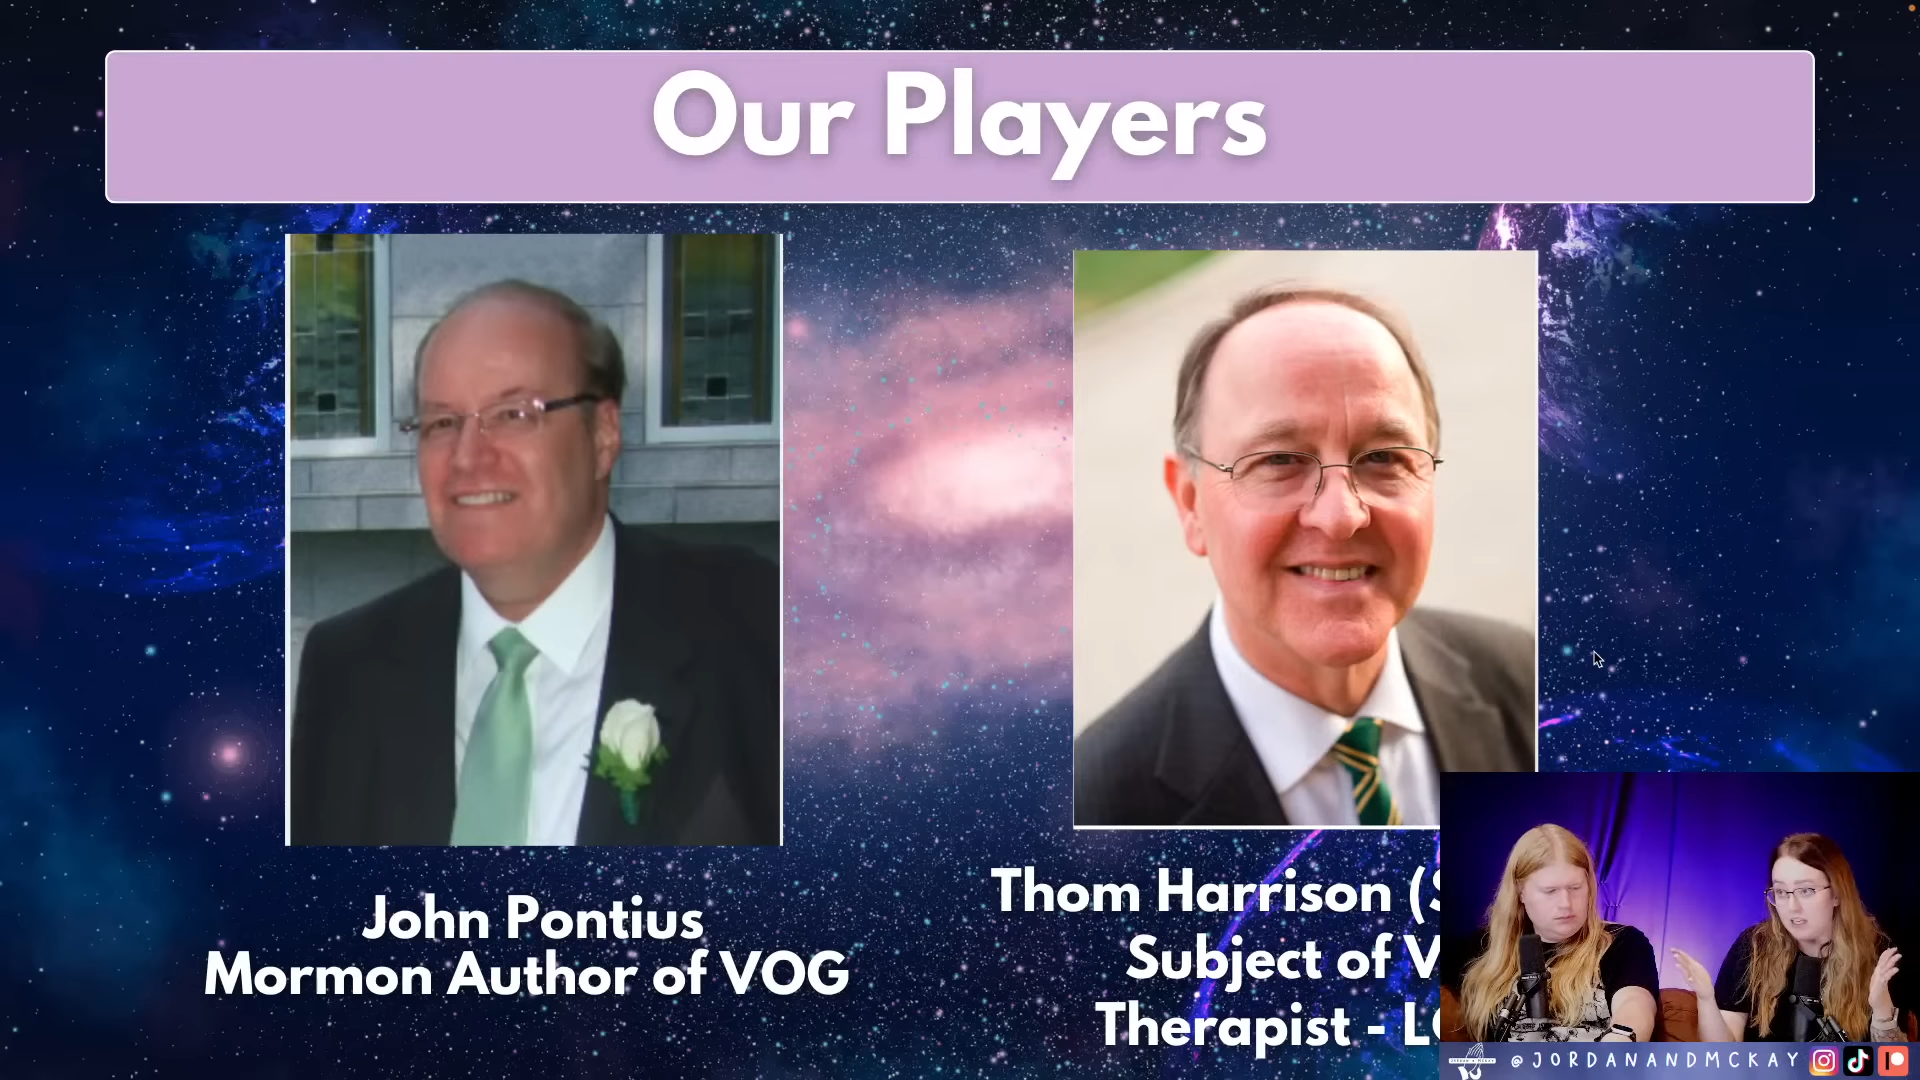 Our Players
John Pontius
Mormon Author of VOG
Thom Harrison (S
Subject of V
Therapist - L
@JORDANANDMCKAY